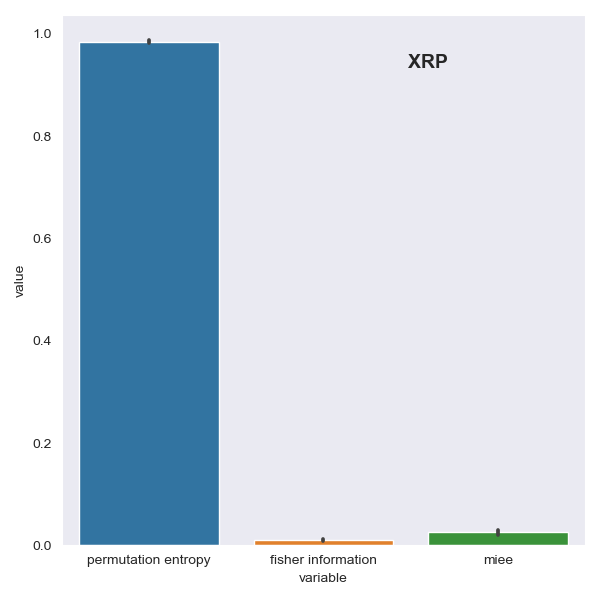 1.0
XRP
0.8
0.6
value
0.4
0.2
0.0
permutation entropy fisher information miee
variable